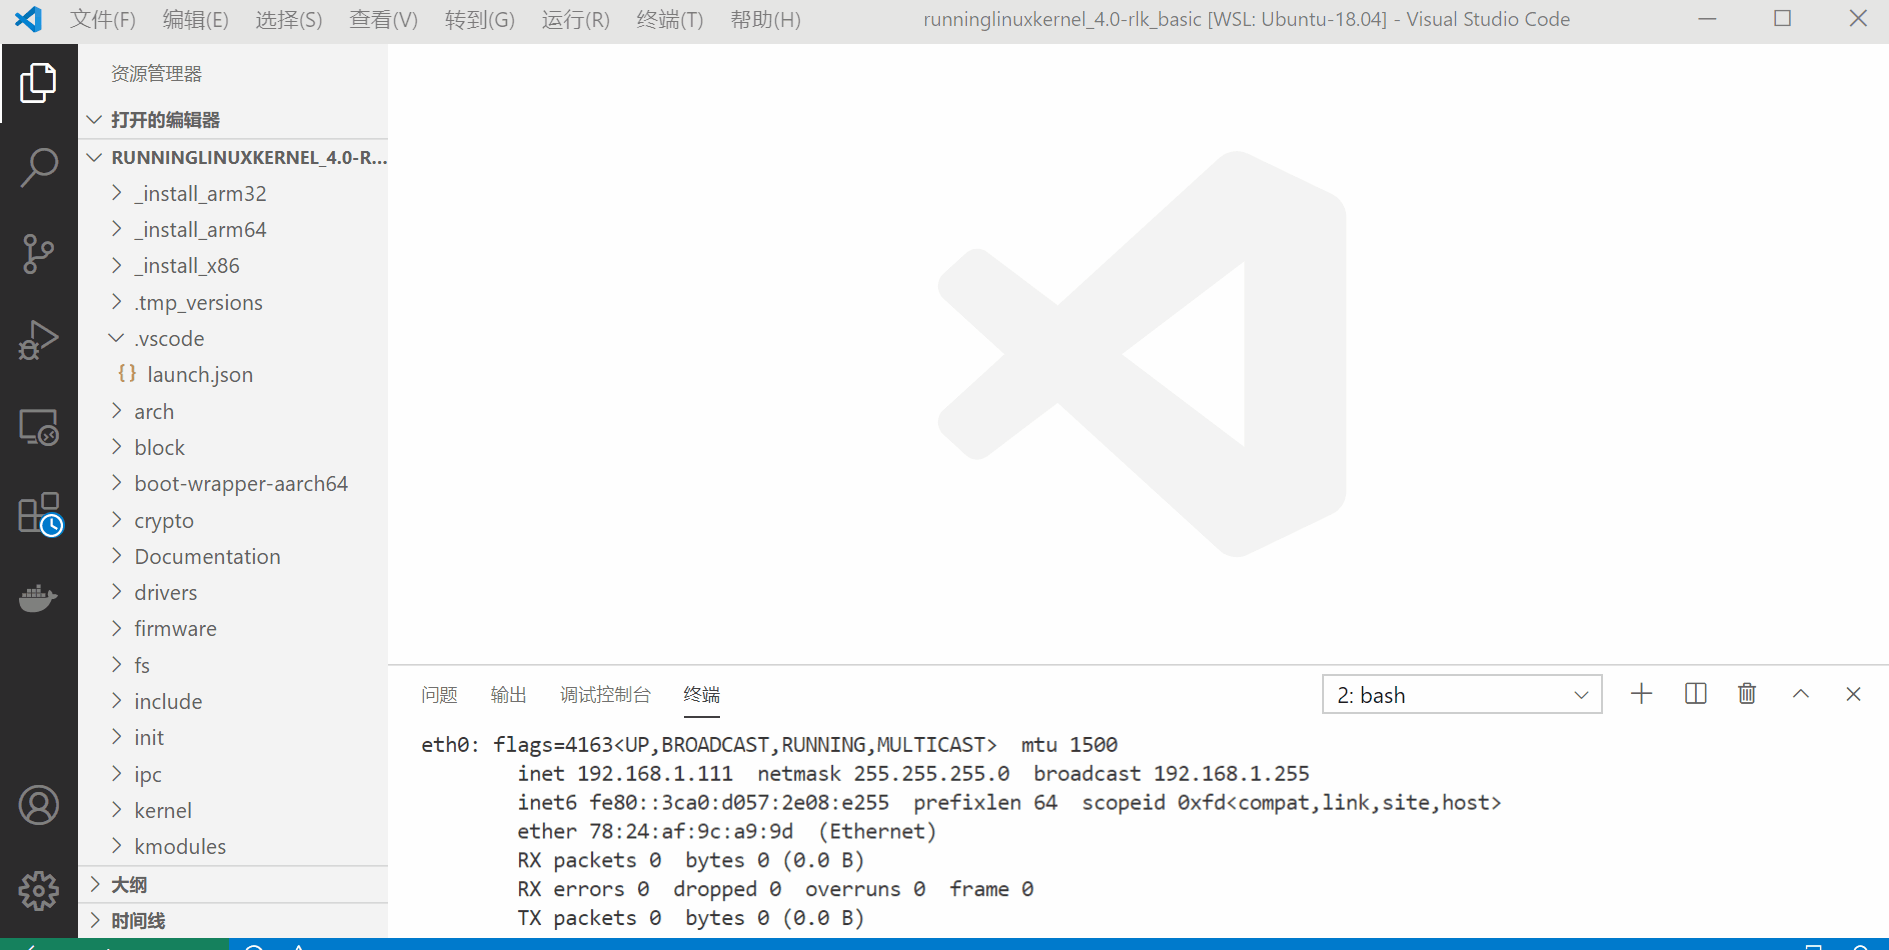 文件(F) 编辑(E) 选择(S) 查看(V) 转到(G) 运行(R) 终端(T) 帮助(H) runninglinuxkernel_4.0-rlk_basic [WSL: Ubuntu-18.04] - Visual Studio Code
资源管理器
打开的编辑器
RUNNINGLINUXKERNEL_4.0-R...
_install_arm32
_install_arm64
_install_x86
.tmp_versions
.vscode
{} launch.json
arch
block
boot-wrapper-aarch64
crypto
Documentation
drivers
firmware
fs
include
init
ipc
kernel
kmodules
大纲
时间线
问题 输出 调试控制台 终端 2: bash
eth0: flags=4163<UP,BROADCAST,RUNNING,MULTICAST>  mtu 1500
inet 192.168.1.111  netmask 255.255.255.0  broadcast 192.168.1.255
inet6 fe80::3ca0:d057:2e08:e255  prefixlen 64  scopeid 0xfd<compat,link,site,host>
ether 78:24:af:9c:a9:9d  (Ethernet)
RX packets 0  bytes 0 (0.0 B)
RX errors 0  dropped 0  overruns 0  frame 0
TX packets 0  bytes 0 (0.0 B)